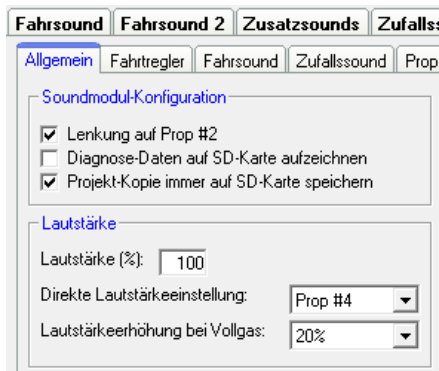 Fahrsound Fahrsound 2 Zusatzsounds
Allgemein Fahrtregler Fahrsound Zufallssound Prop
Soundmodul-Konfiguration
Lenkung auf Prop #2
Diagnose-Daten auf SD-Karte aufzeichnen
Projekt-Kopie immer auf SD-Karte speichern
Lautstärke
Lautstärke (%): 100
Direkte Lautstärkeeinstellung: Prop #4
Lautstärkeerhöhung bei Vollgas: 20%